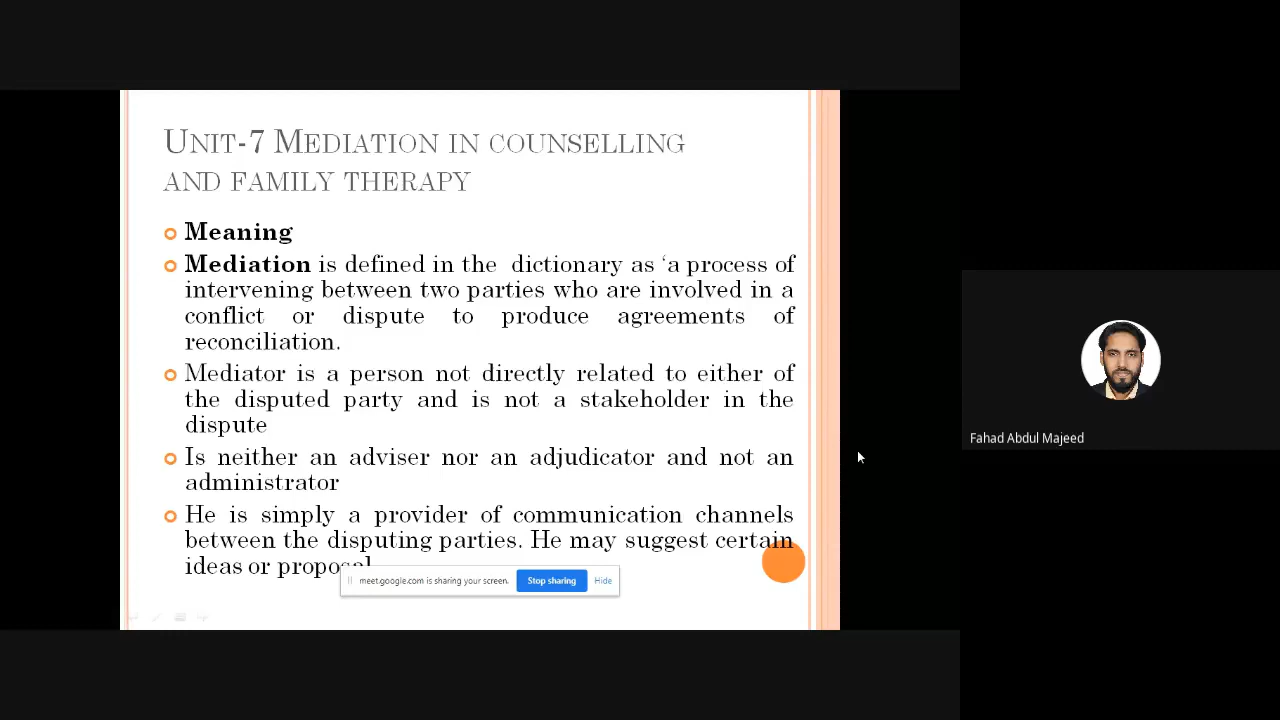 UNIT-7 MEDIATION IN COUNSELLING
AND FAMILY THERAPY
Meaning
Mediation is defined in the dictionary as ‘a process of
intervening between two parties who are involved in a
conflict or dispute to produce agreements of
reconciliation.
Mediator is a person not directly related to either of
the disputed party and is not a stakeholder in the
dispute
Is neither an adviser nor an adjudicator and not an
administrator
He is simply a provider of communication channels
between the disputing parties. He may suggest certain
ideas or proposal
meet.google.com is sharing your screen.
Stop sharing
Hide
Fahad Abdul Majeed